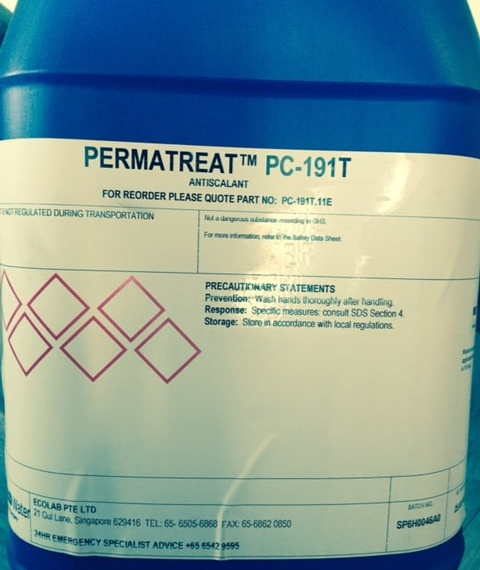 PERMATREAT™ PC-191T
ANTISCALANT
FOR REORDER PLEASE QUOTE PART NO: PC-191T.11E
NOT REGULATED DURING TRANSPORTATION
Not a dangerous substance according to GHS.
For more information, refer to the Safety Data Sheet.
PRECAUTIONARY STATEMENTS
Prevention: Wash hands thoroughly after handling.
Response: Specific measures: consult SDS Section 4.
Storage: Store in accordance with local regulations.
Water
ECOLAB PTE LTD
21 Gul Lane, Singapore 629416 TEL: 65- 6505-6868 FAX: 65-6862 0850
24HR EMERGENCY SPECIALIST ADVICE +65 6542 9595
BATCH NO.
SP6H0046A0